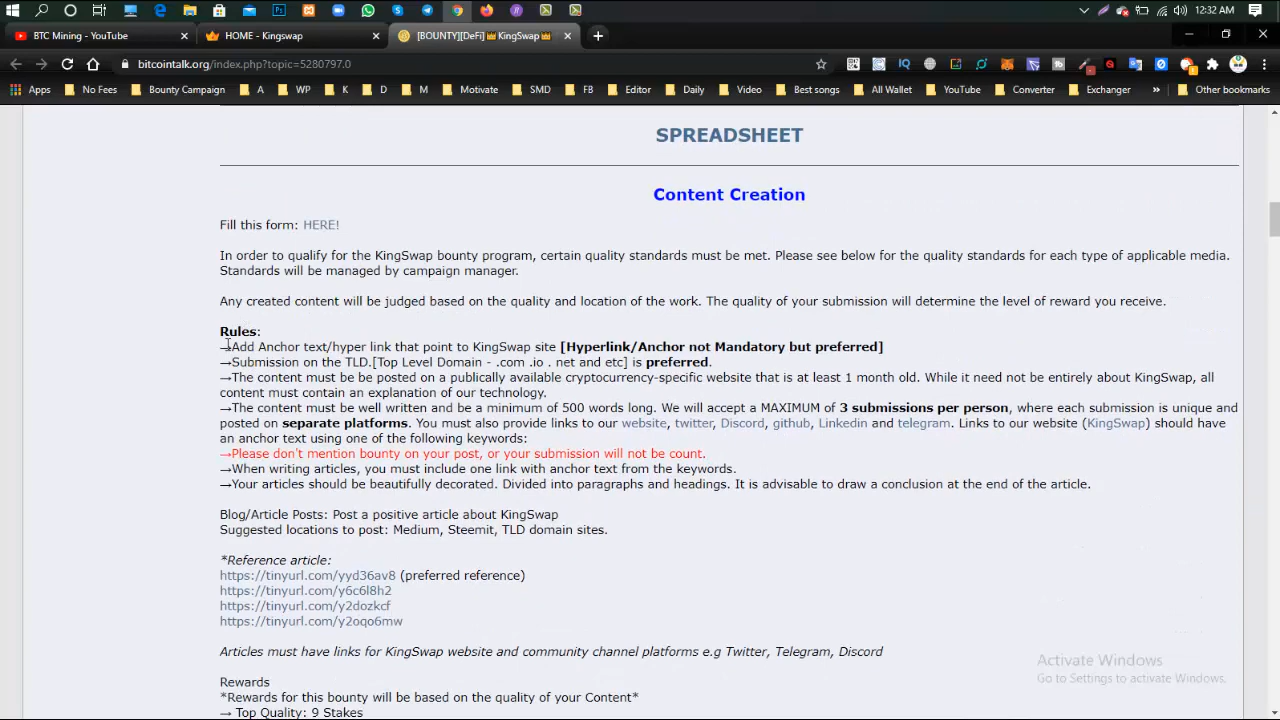 12:32 AM
BTC Mining - YouTube
HOME - Kingswap
[BOUNTY][DeFi]👑KingSwap👑
bitcointalk.org/index.php?topic=5280797.0
Apps No Fees Bounty Campaign A WP K D M Motivate SMD FB Editor Daily Video Best songs All Wallet YouTube Converter Exchanger » Other bookmarks
SPREADSHEET
Content Creation
Fill this form: HERE!
In order to qualify for the KingSwap bounty program, certain quality standards must be met. Please see below for the quality standards for each type of applicable media.
Standards will be managed by campaign manager.
Any created content will be judged based on the quality and location of the work. The quality of your submission will determine the level of reward you receive.
Rules:
→Add Anchor text/hyper link that point to KingSwap site [Hyperlink/Anchor not Mandatory but preferred]
→Submission on the TLD.[Top Level Domain - .com .io . net and etc] is preferred.
→The content must be be posted on a publically available cryptocurrency-specific website that is at least 1 month old. While it need not be entirely about KingSwap, all
content must contain an explanation of our technology.
→The content must be well written and be a minimum of 500 words long. We will accept a MAXIMUM of 3 submissions per person, where each submission is unique and
posted on separate platforms. You must also provide links to our website, twitter, Discord, github, Linkedin and telegram. Links to our website (KingSwap) should have
an anchor text using one of the following keywords:
→Please don't mention bounty on your post, or your submission will not be count.
→When writing articles, you must include one link with anchor text from the keywords.
→Your articles should be beautifully decorated. Divided into paragraphs and headings. It is advisable to draw a conclusion at the end of the article.
Blog/Article Posts: Post a positive article about KingSwap
Suggested locations to post: Medium, Steemit, TLD domain sites.
*Reference article:
https://tinyurl.com/yyd36av8 (preferred reference)
https://tinyurl.com/y6c6l8h2
https://tinyurl.com/y2dozkcf
https://tinyurl.com/y2oqo6mw
Articles must have links for KingSwap website and community channel platforms e.g Twitter, Telegram, Discord
Activate Windows
Go to Settings to activate Windows.
Rewards
*Rewards for this bounty will be based on the quality of your Content*
→ Top Quality: 9 Stakes